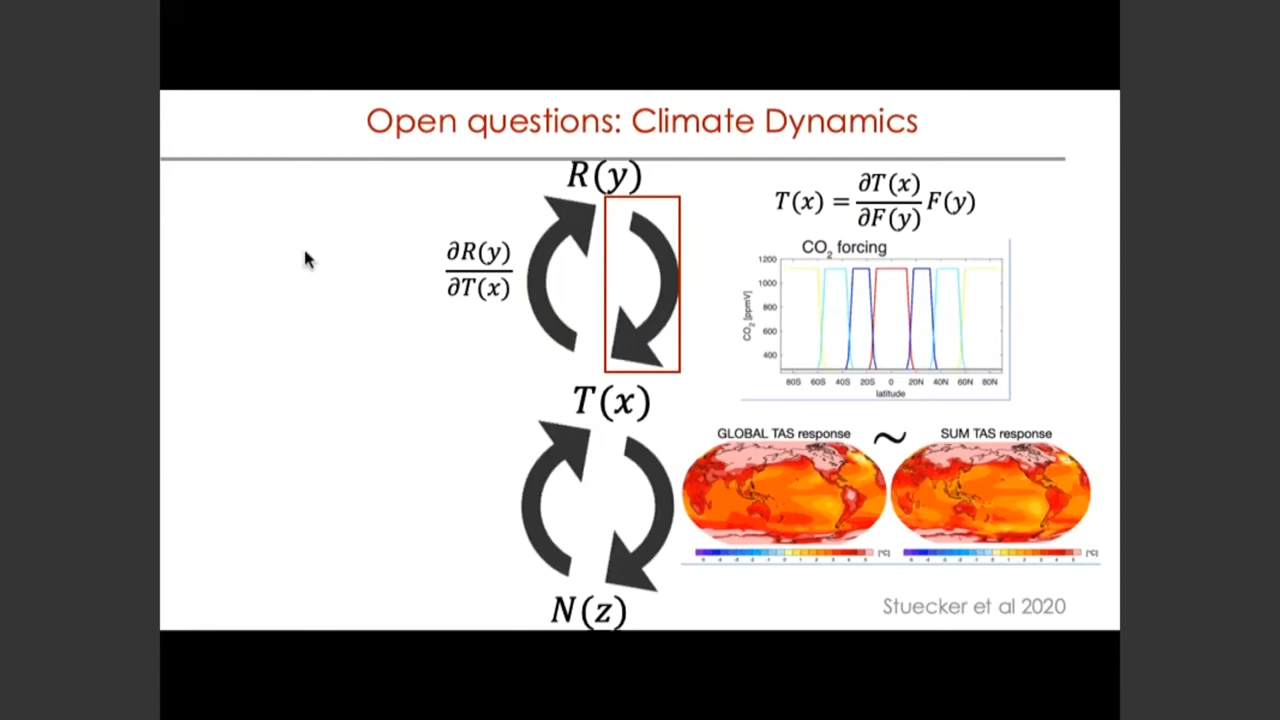 Open questions: Climate Dynamics
R(y)
∂R(y)
∂T(x)
T(x)
N(z)
T(x) = ∂T(x)/∂F(y) F(y)
CO2 forcing
CO2 [ppmV]
1200
1000
800
600
400
80S 60S 40S 20S 0 20N 40N 60N 80N
latitude
GLOBAL TAS response ~ SUM TAS response
[°C] [°C]
Stuecker et al 2020